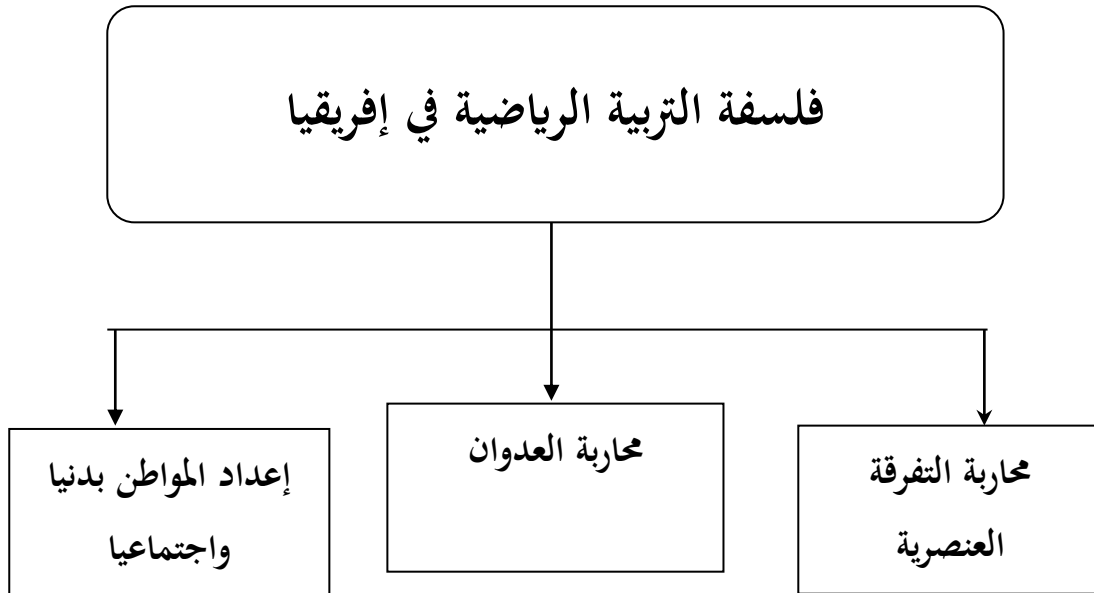 فلسفة التربية الرياضية في إفريقيا
محاربة التفرقة
العنصرية
محاربة العدوان
إعداد المواطن بدنيا
واجتماعيا